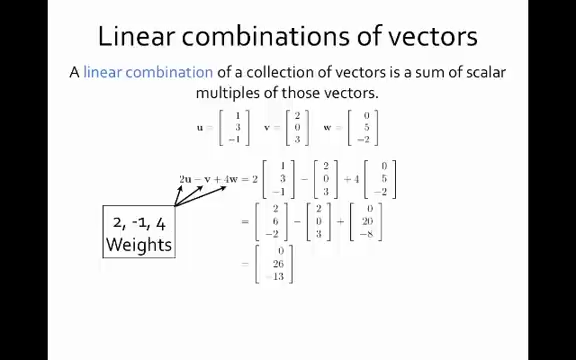 Linear combinations of vectors
A linear combination of a collection of vectors is a sum of scalar
multiples of those vectors.
u = [1 3 −1] v = [2 0 3] w = [0 5 −2]
2u − v + 4w = 2 [1 3 −1] − [2 0 3] + 4 [0 5 −2]
= [2 6 −2] − [2 0 3] + [0 20 −8]
2, -1, 4
Weights
= [0 26 −13]